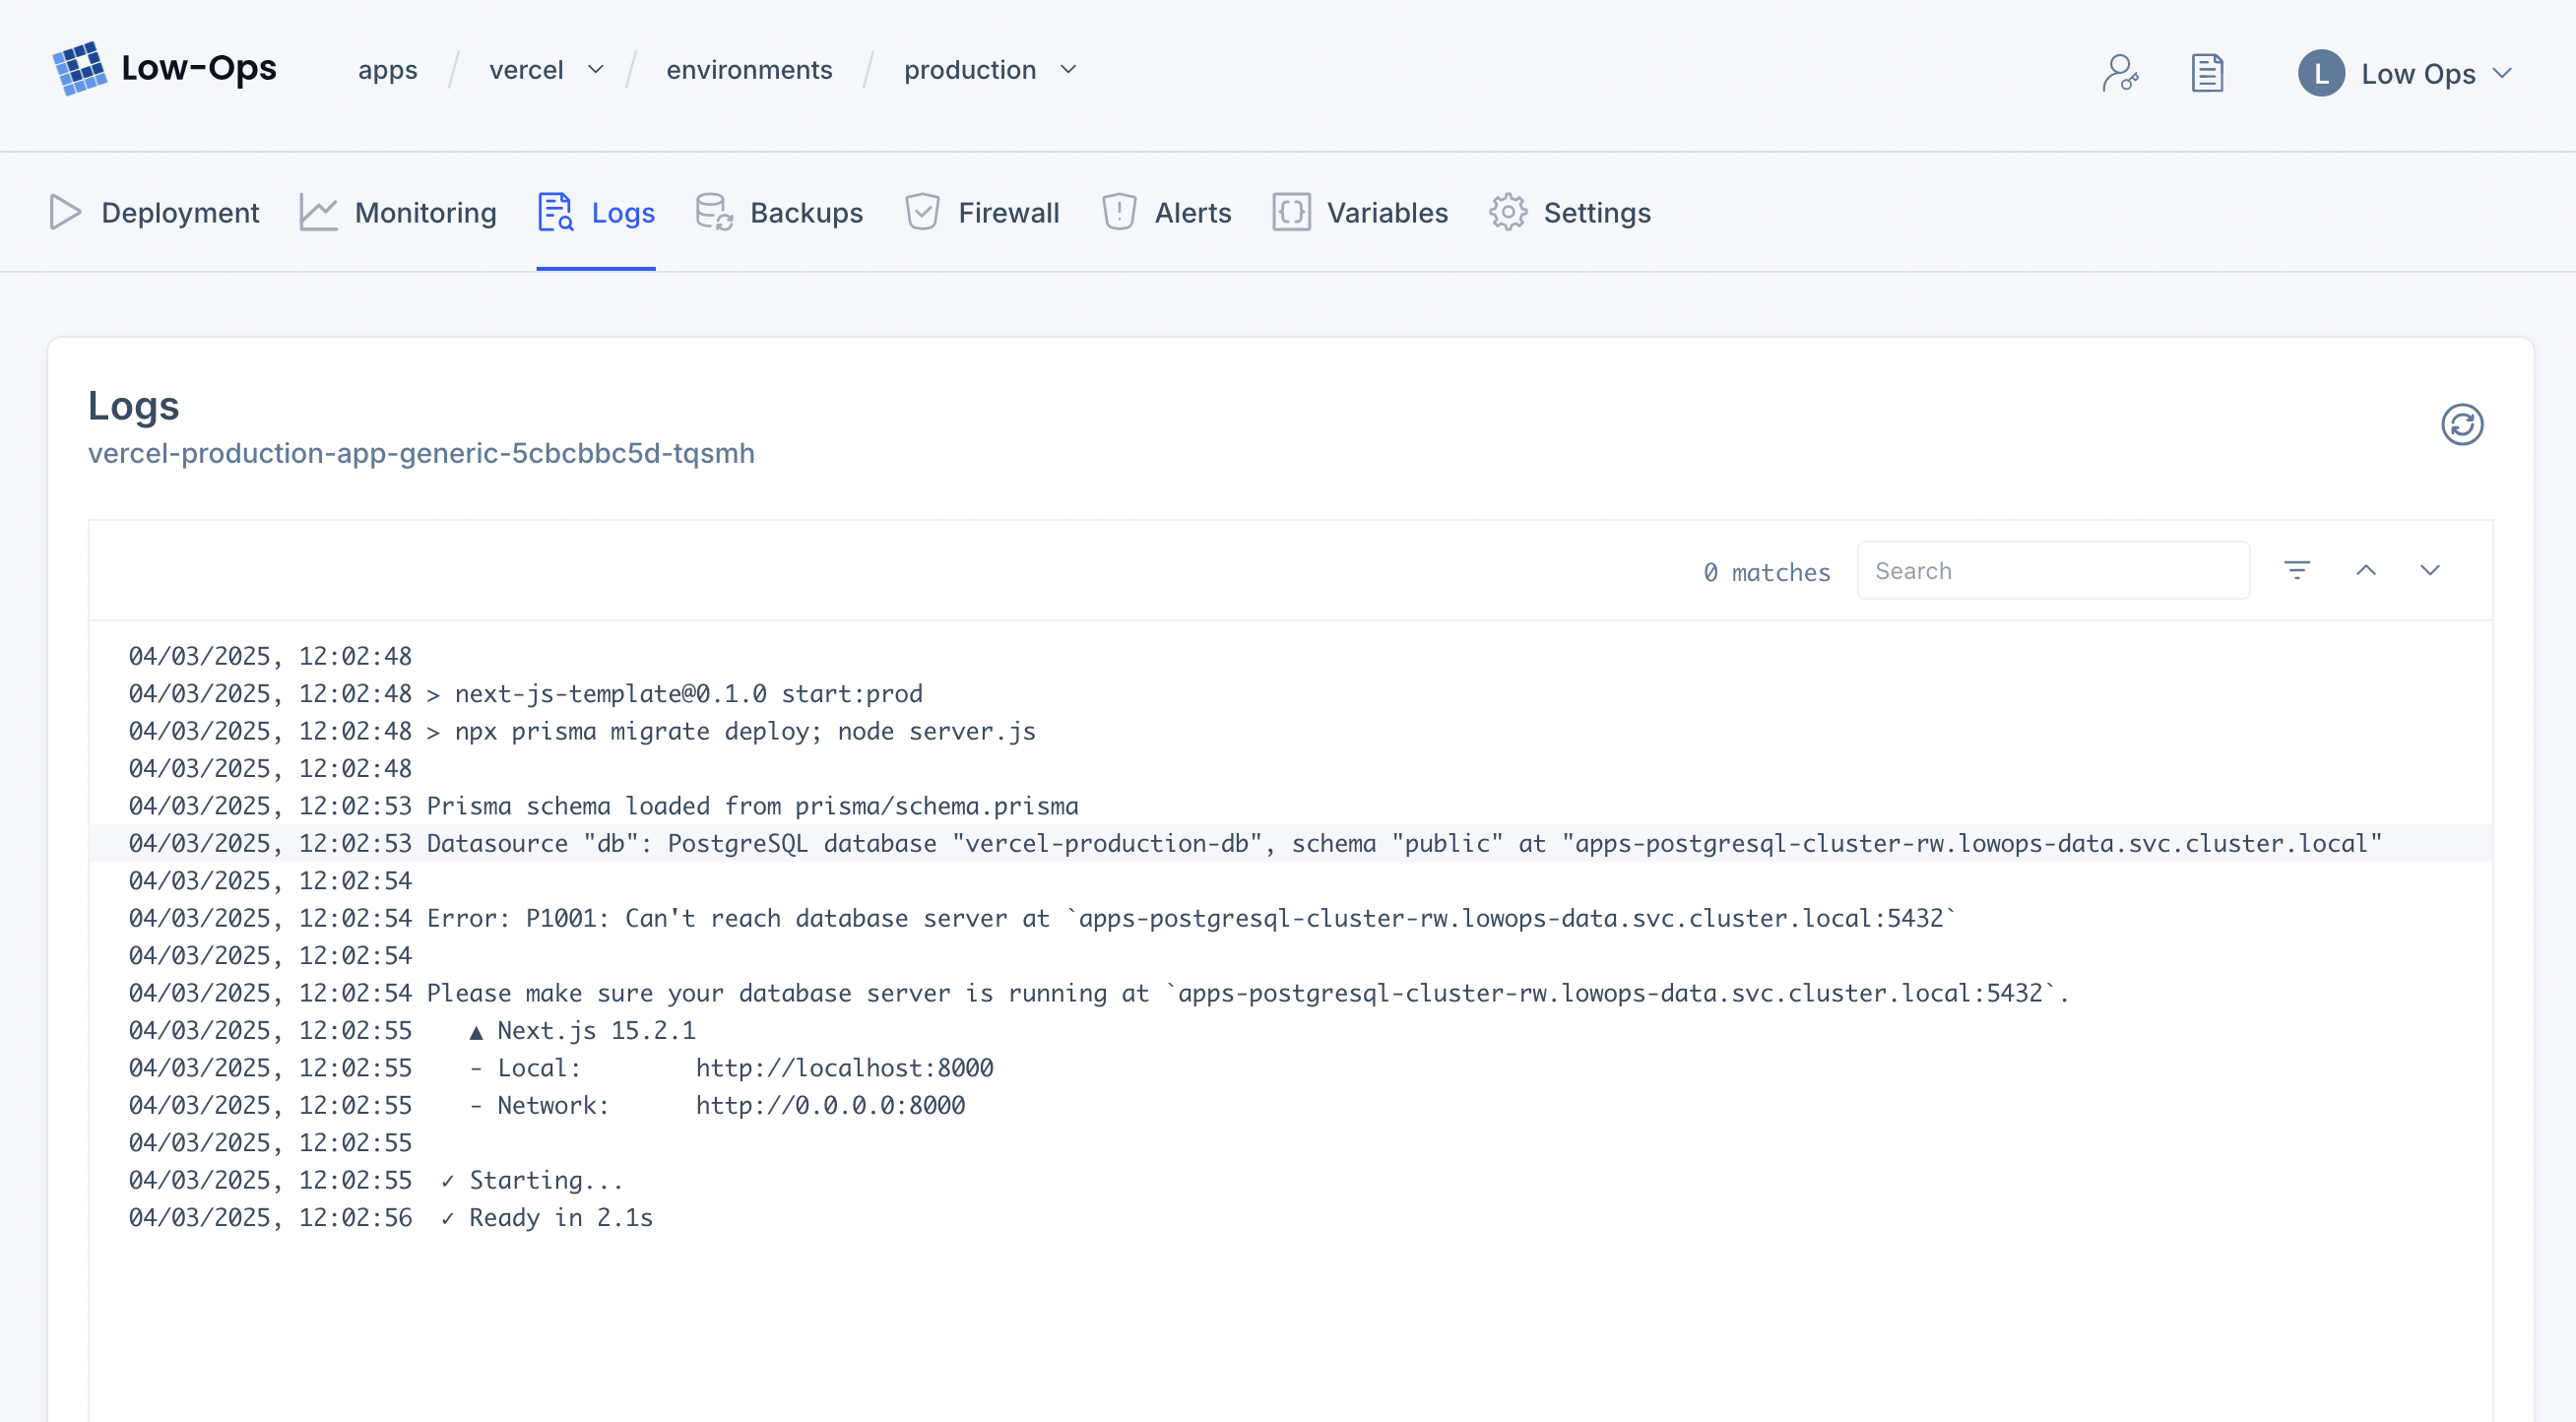 Low-Ops apps / vercel / environments / production L Low Ops
Deployment Monitoring Logs Backups Firewall Alerts Variables Settings
Logs
vercel-production-app-generic-5cbcbbc5d-tqsmh
0 matches Search
04/03/2025, 12:02:48
04/03/2025, 12:02:48 > next-js-template@0.1.0 start:prod
04/03/2025, 12:02:48 > npx prisma migrate deploy; node server.js
04/03/2025, 12:02:48
04/03/2025, 12:02:53 Prisma schema loaded from prisma/schema.prisma
04/03/2025, 12:02:53 Datasource "db": PostgreSQL database "vercel-production-db", schema "public" at "apps-postgresql-cluster-rw.lowops-data.svc.cluster.local"
04/03/2025, 12:02:54
04/03/2025, 12:02:54 Error: P1001: Can't reach database server at `apps-postgresql-cluster-rw.lowops-data.svc.cluster.local:5432`
04/03/2025, 12:02:54
04/03/2025, 12:02:54 Please make sure your database server is running at `apps-postgresql-cluster-rw.lowops-data.svc.cluster.local:5432`.
04/03/2025, 12:02:55    ▲ Next.js 15.2.1
04/03/2025, 12:02:55    - Local:        http://localhost:8000
04/03/2025, 12:02:55    - Network:      http://0.0.0.0:8000
04/03/2025, 12:02:55
04/03/2025, 12:02:55  ✓ Starting...
04/03/2025, 12:02:56  ✓ Ready in 2.1s